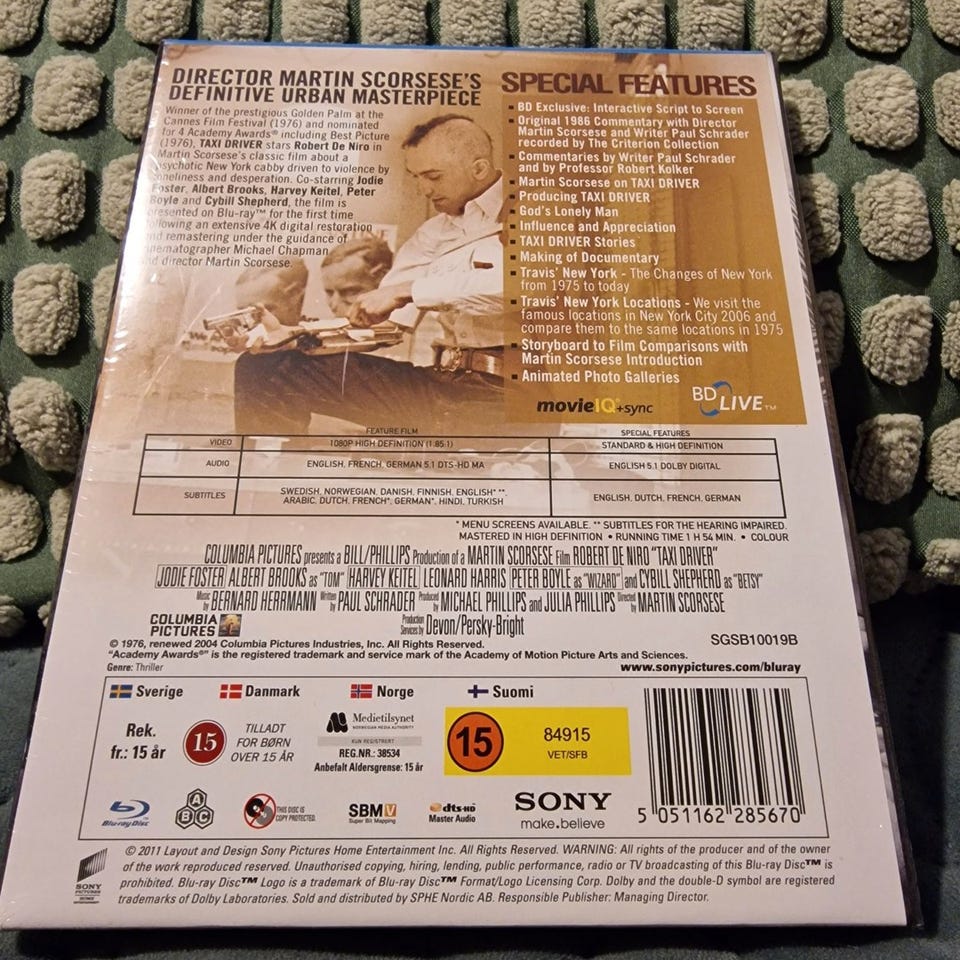 DIRECTOR MARTIN SCORSESE'S
DEFINITIVE URBAN MASTERPIECE
Winner of the prestigious Golden Palm at the
Cannes Film Festival (1976) and nominated
for 4 Academy Awards® including Best Picture
(1976), TAXI DRIVER stars Robert De Niro in
Martin Scorsese's classic film about a
psychotic New York cabby driven to violence by
loneliness and desperation. Co-starring Jodie
Foster, Albert Brooks, Harvey Keitel, Peter
Boyle and Cybill Shepherd, the film is
presented on Blu-ray™ for the first time
following an extensive 4K digital restoration
and remastering under the guidance of
cinematographer Michael Chapman
and director Martin Scorsese.
SPECIAL FEATURES
▪ BD Exclusive: Interactive Script to Screen
▪ Original 1986 Commentary with Director
Martin Scorsese and Writer Paul Schrader
recorded by The Criterion Collection
▪ Commentaries by Writer Paul Schrader
and by Professor Robert Kolker
▪ Martin Scorsese on TAXI DRIVER
▪ Producing TAXI DRIVER
▪ God's Lonely Man
▪ Influence and Appreciation
▪ TAXI DRIVER Stories
▪ Making of Documentary
▪ Travis' New York - The Changes of New York
from 1975 to today
▪ Travis' New York Locations - We visit the
famous locations in New York City 2006 and
compare them to the same locations in 1975
▪ Storyboard to Film Comparisons with
Martin Scorsese Introduction
▪ Animated Photo Galleries
movieIQ+sync
BD LIVE™
FEATURE FILM SPECIAL FEATURES
VIDEO 1080P HIGH DEFINITION (1.85:1) STANDARD & HIGH DEFINITION
AUDIO ENGLISH, FRENCH, GERMAN 5.1 DTS-HD MA ENGLISH 5.1 DOLBY DIGITAL
SUBTITLES SWEDISH, NORWEGIAN, DANISH, FINNISH, ENGLISH* **,
ARABIC, DUTCH, FRENCH*, GERMAN*, HINDI, TURKISH
ENGLISH, DUTCH, FRENCH, GERMAN
* MENU SCREENS AVAILABLE. ** SUBTITLES FOR THE HEARING IMPAIRED.
MASTERED IN HIGH DEFINITION • RUNNING TIME 1 H 54 MIN. • COLOUR
COLUMBIA PICTURES presents a BILL/PHILLIPS Production of a MARTIN SCORSESE Film ROBERT DE NIRO "TAXI DRIVER"
JODIE FOSTER ALBERT BROOKS as "TOM" HARVEY KEITEL LEONARD HARRIS PETER BOYLE as "WIZARD" and CYBILL SHEPHERD as "BETSY"
Music by BERNARD HERRMANN Written by PAUL SCHRADER Produced by MICHAEL PHILLIPS and JULIA PHILLIPS Directed by MARTIN SCORSESE
COLUMBIA
PICTURES
Production Services by Devon/Persky-Bright
SGSB10019B
© 1976, renewed 2004 Columbia Pictures Industries, Inc. All Rights Reserved.
"Academy Awards®" is the registered trademark and service mark of the Academy of Motion Picture Arts and Sciences.
Genre: Thriller
www.sonypictures.com/bluray
Sverige Danmark Norge Suomi
Rek.
fr.: 15 år
15
TILLADT
FOR BØRN
OVER 15 ÅR
Medietilsynet
NORWEGIAN MEDIA AUTHORITY
KUN REGISTRERT
REG.NR.: 38534
Anbefalt Aldersgrense: 15 år
15
84915
VET/SFB
Blu-ray Disc
A
B C
THIS DISC IS
COPY PROTECTED.
SBMV
Super Bit Mapping
dts-HD
Master Audio
SONY
make.believe
5 051162 285670
SONY
PICTURES
HOME ENTERTAINMENT
© 2011 Layout and Design Sony Pictures Home Entertainment Inc. All Rights Reserved. WARNING: All rights of the producer and of the owner
of the work reproduced reserved. Unauthorised copying, hiring, lending, public performance, radio or TV broadcasting of this Blu-ray Disc™ is
prohibited. Blu-ray Disc™ Logo is a trademark of Blu-ray Disc™ Format/Logo Licensing Corp. Dolby and the double-D symbol are registered
trademarks of Dolby Laboratories. Sold and distributed by SPHE Nordic AB. Responsible Publisher: Managing Director.